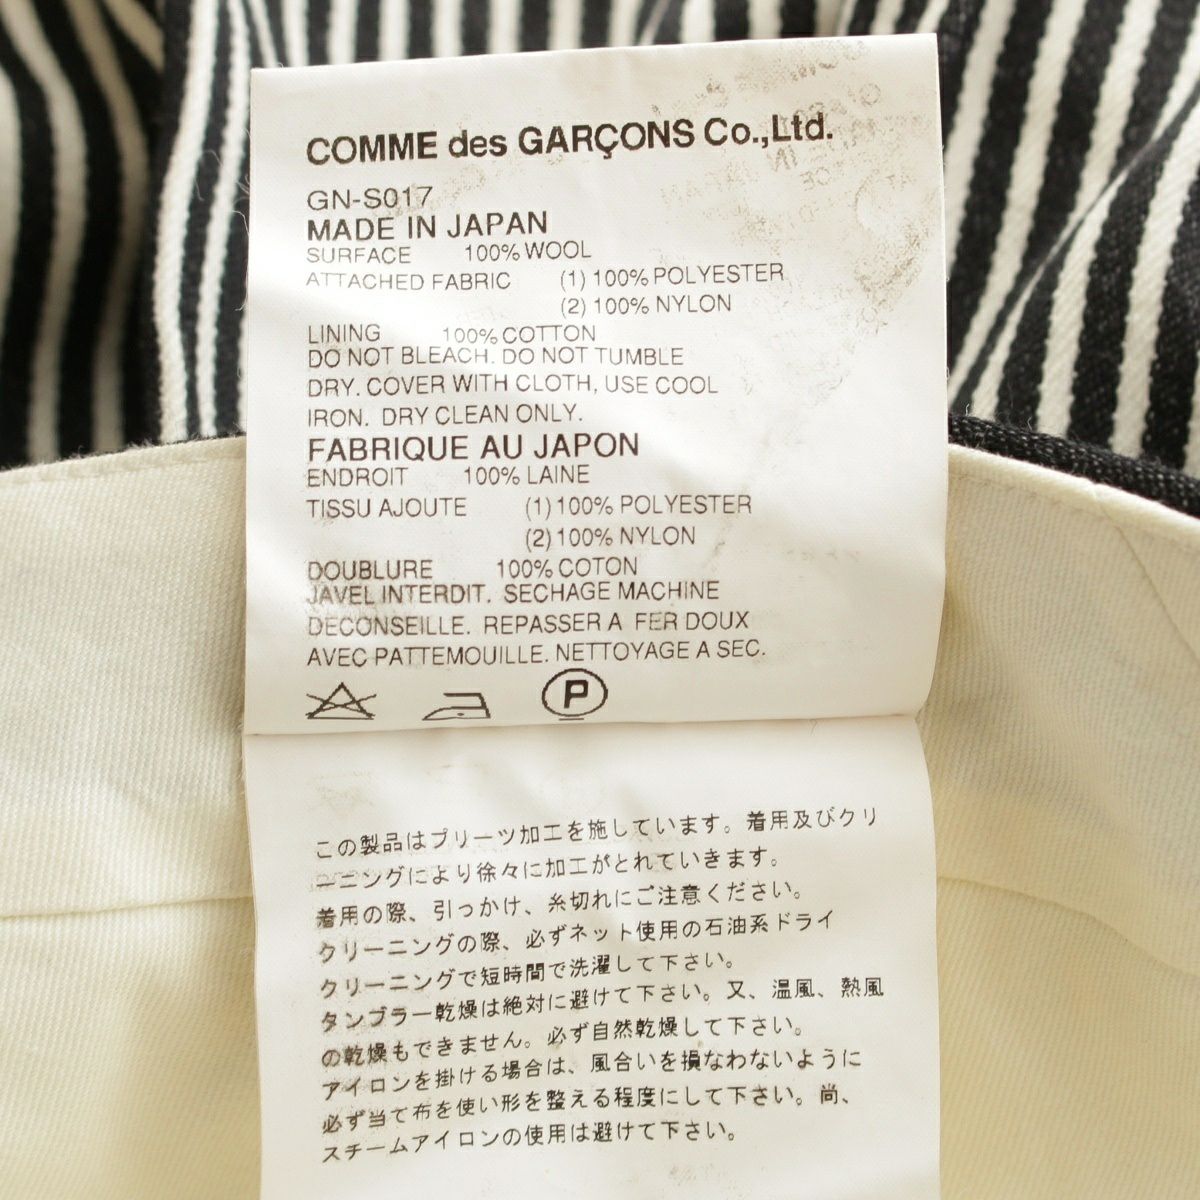 COMME des GARÇONS Co.,Ltd.
GN-S017
MADE IN JAPAN
SURFACE 100% WOOL
ATTACHED FABRIC (1) 100% POLYESTER
(2) 100% NYLON
LINING 100% COTTON
DO NOT BLEACH. DO NOT TUMBLE
DRY. COVER WITH CLOTH, USE COOL
IRON. DRY CLEAN ONLY.
FABRIQUE AU JAPON
ENDROIT 100% LAINE
TISSU AJOUTE (1) 100% POLYESTER
(2) 100% NYLON
DOUBLURE 100% COTON
JAVEL INTERDIT. SECHAGE MACHINE
DECONSEILLE. REPASSER A FER DOUX
AVEC PATTEMOUILLE. NETTOYAGE A SEC.
P
この製品はプリーツ加工を施しています。着用及びクリ
ーニングにより徐々に加工がとれていきます。
着用の際、引っかけ、糸切れにご注意ください。
クリーニングの際、必ずネット使用の石油系ドライ
クリーニングで短時間で洗濯して下さい。
タンブラー乾燥は絶対に避けて下さい。又、温風、熱風
の乾燥もできません。必ず自然乾燥して下さい。
アイロンを掛ける場合は、風合いを損なわないように
必ず当て布を使い形を整える程度にして下さい。尚、
スチームアイロンの使用は避けて下さい。